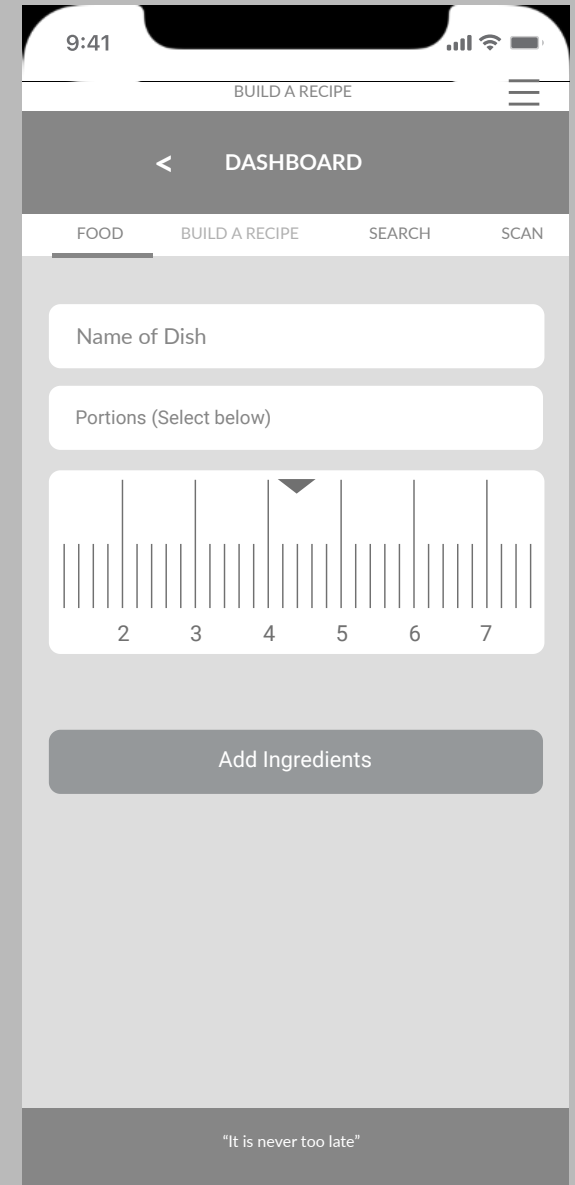 9:41
BUILD A RECIPE
< DASHBOARD
FOOD BUILD A RECIPE SEARCH SCAN
Name of Dish
Portions (Select below)
2 3 4 5 6 7
Add Ingredients
“It is never too late”